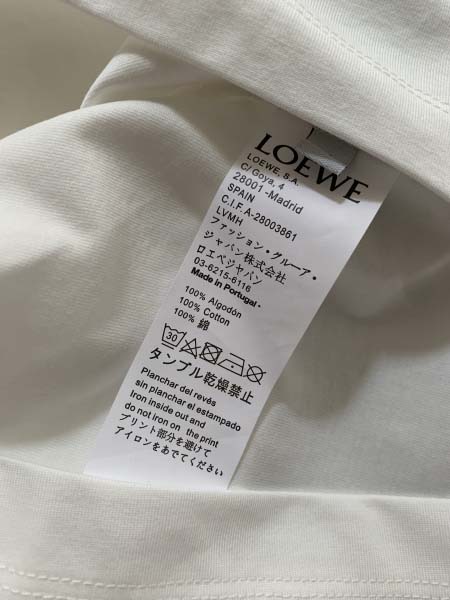 LOEWE
LOEWE, S.A.
C/ Goya, 4
28001 -Madrid
SPAIN
C.I.F. A-28003861
LVMH
ファッション・グループ・
ジャパン株式会社
ロエベジャパン
03-6215-6116
Made in Portugal·
100% Algodón
100% Cotton
100% 綿
30
タンブル乾燥禁止
Planchar del revés
sin planchar el estampado
Iron inside out and
do not iron on the print
プリント部分を避けて
アイロンをあててください